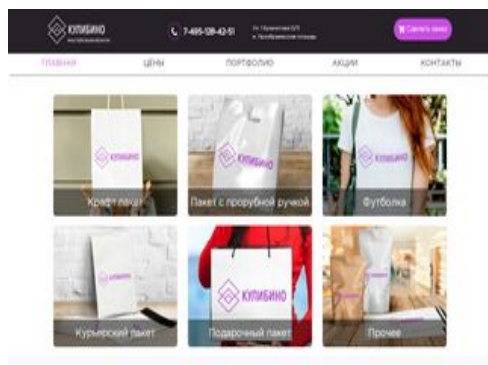 КУЛИБИНО
7-495-128-42-51
Сделать заказ
ГЛАВНАЯ
ЦЕНЫ
ПОРТФОЛИО
АКЦИИ
КОНТАКТЫ
КУЛИБИНО
Крафт пакет
КУЛИБИНО
Пакет с прорубной ручкой
КУЛИБИНО
Футболка
КУЛИБИНО
Курьерский пакет
КУЛИБИНО
Подарочный пакет
КУЛИБИНО
Прочее